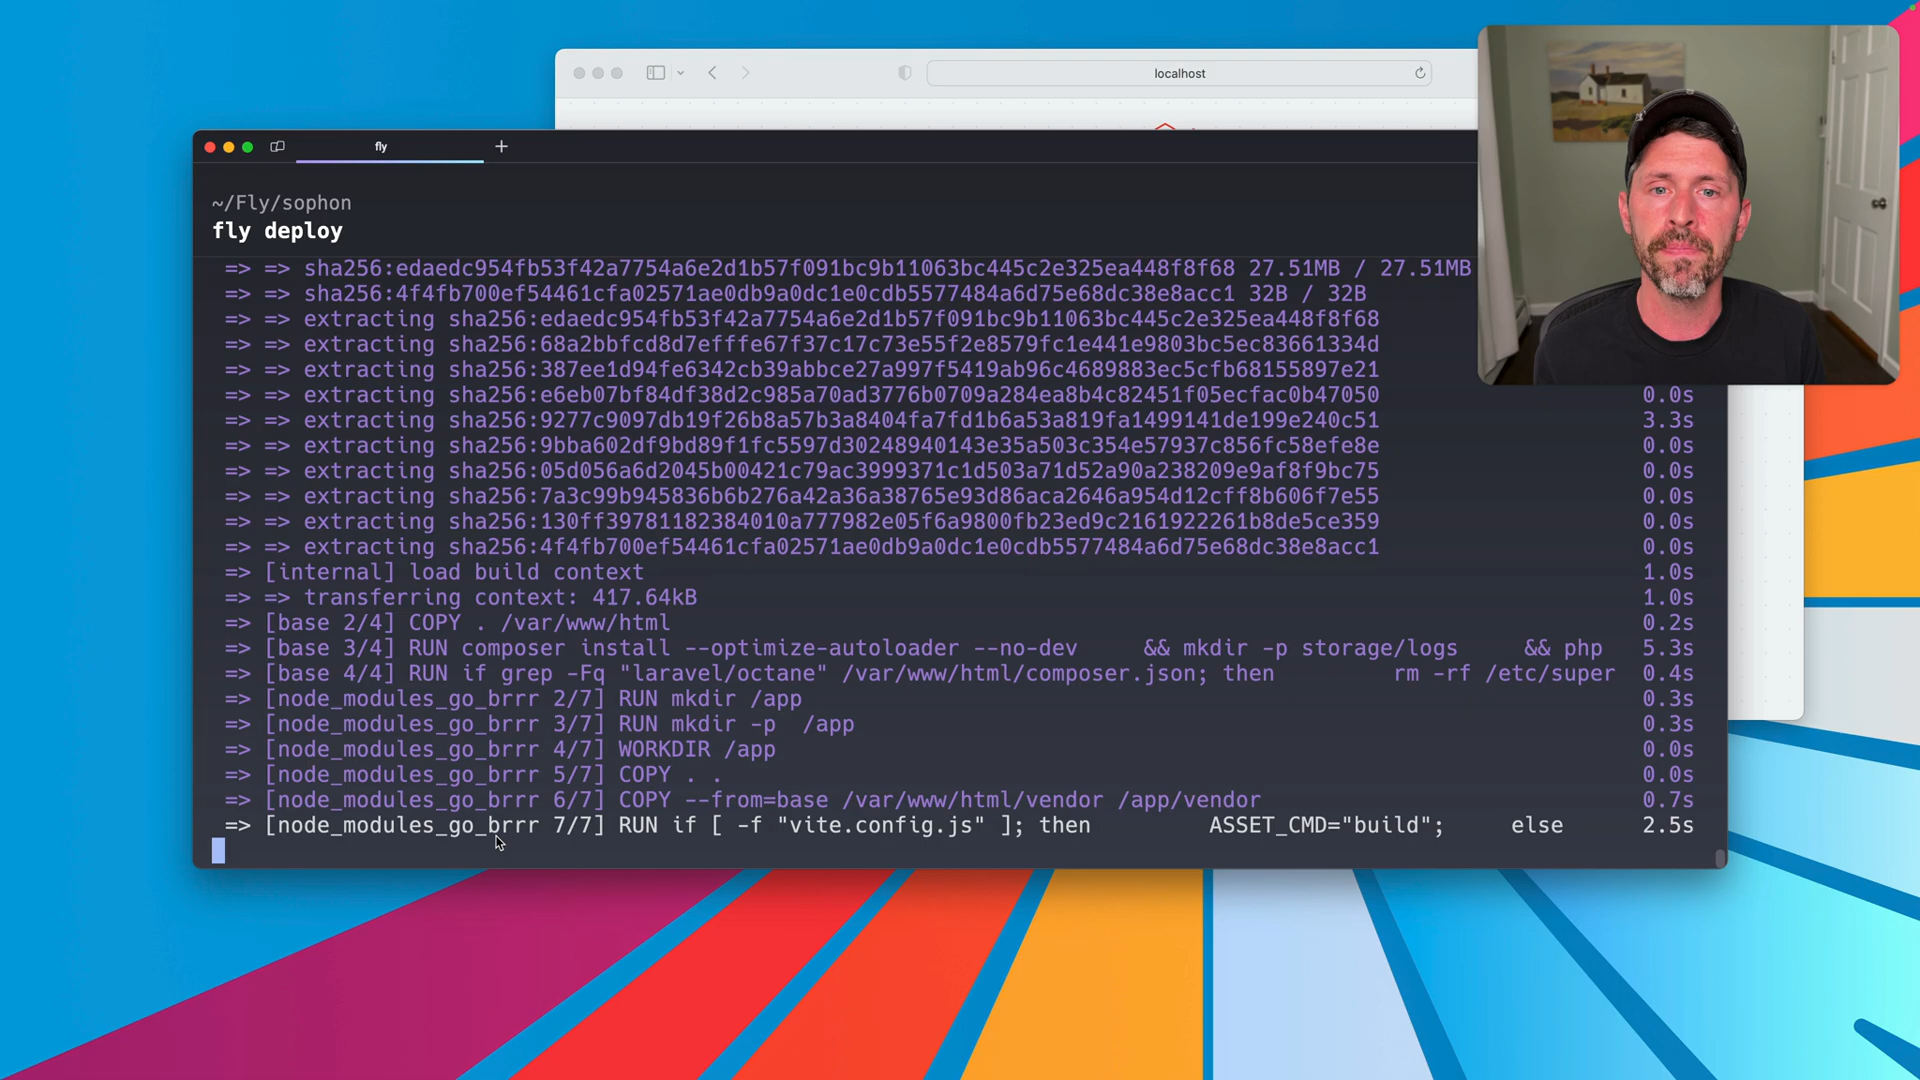 localhost
fly
~/Fly/sophon
fly deploy
=> => sha256:edaedc954fb53f42a7754a6e2d1b57f091bc9b11063bc445c2e325ea448f8f68 27.51MB / 27.51MB
=> => sha256:4f4fb700ef54461cfa02571ae0db9a0dc1e0cdb5577484a6d75e68dc38e8acc1 32B / 32B
=> => extracting sha256:edaedc954fb53f42a7754a6e2d1b57f091bc9b11063bc445c2e325ea448f8f68
=> => extracting sha256:68a2bbfcd8d7efffe67f37c17c73e55f2e8579fc1e441e9803bc5ec83661334d
=> => extracting sha256:387ee1d94fe6342cb39abbce27a997f5419ab96c4689883ec5cfb68155897e21
=> => extracting sha256:e6eb07bf84df38d2c985a70ad3776b0709a284ea8b4c82451f05ecfac0b47050 0.0s
=> => extracting sha256:9277c9097db19f26b8a57b3a8404fa7fd1b6a53a819fa1499141de199e240c51 3.3s
=> => extracting sha256:9bba602df9bd89f1fc5597d30248940143e35a503c354e57937c856fc58efe8e 0.0s
=> => extracting sha256:05d056a6d2045b00421c79ac3999371c1d503a71d52a90a238209e9af8f9bc75 0.0s
=> => extracting sha256:7a3c99b945836b6b276a42a36a38765e93d86aca2646a954d12cff8b606f7e55 0.0s
=> => extracting sha256:130ff39781182384010a777982e05f6a9800fb23ed9c2161922261b8de5ce359 0.0s
=> => extracting sha256:4f4fb700ef54461cfa02571ae0db9a0dc1e0cdb5577484a6d75e68dc38e8acc1 0.0s
=> [internal] load build context 1.0s
=> => transferring context: 417.64kB 1.0s
=> [base 2/4] COPY . /var/www/html 0.2s
=> [base 3/4] RUN composer install --optimize-autoloader --no-dev && mkdir -p storage/logs && php 5.3s
=> [base 4/4] RUN if grep -Fq "laravel/octane" /var/www/html/composer.json; then rm -rf /etc/super 0.4s
=> [node_modules_go_brrr 2/7] RUN mkdir /app 0.3s
=> [node_modules_go_brrr 3/7] RUN mkdir -p /app 0.3s
=> [node_modules_go_brrr 4/7] WORKDIR /app 0.0s
=> [node_modules_go_brrr 5/7] COPY . . 0.0s
=> [node_modules_go_brrr 6/7] COPY --from=base /var/www/html/vendor /app/vendor 0.7s
=> [node_modules_go_brrr 7/7] RUN if [ -f "vite.config.js" ]; then ASSET_CMD="build"; else 2.5s